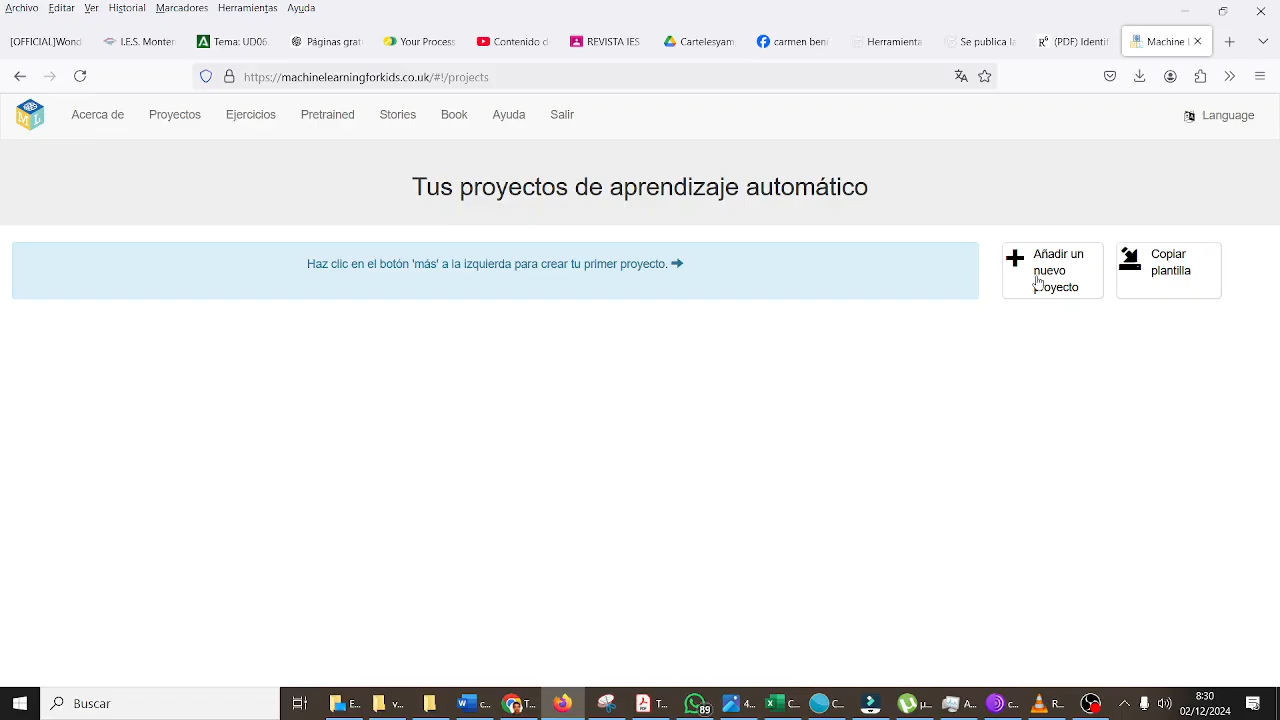 Archivo Editar Ver Historial Marcadores Herramientas Ayuda
[OFFICIAL] Wond I.E.S. Monter Tema: UD06. Páginas grat Your progress Contenido d REVISTA IES Cartelesyam carmen beni Herramienta Se publica la (PDF) Identif Machine l
https://machinelearningforkids.co.uk/#!/projects
Acerca de Proyectos Ejercicios Pretrained Stories Book Ayuda Salir Language
Tus proyectos de aprendizaje automático
Haz clic en el botón 'más' a la izquierda para crear tu primer proyecto.
Añadir un
nuevo
proyecto
Copiar
plantilla
Buscar
E... v... C... T... 89 4... C... C... H... A... c... R...
8:30
02/12/2024